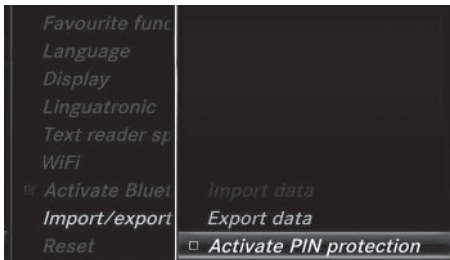 Favourite func
Language
Display
Linguatronic
Text reader sp
WiFi
Activate Bluet
Import/export
Reset
Import data
Export data
Activate PIN protection